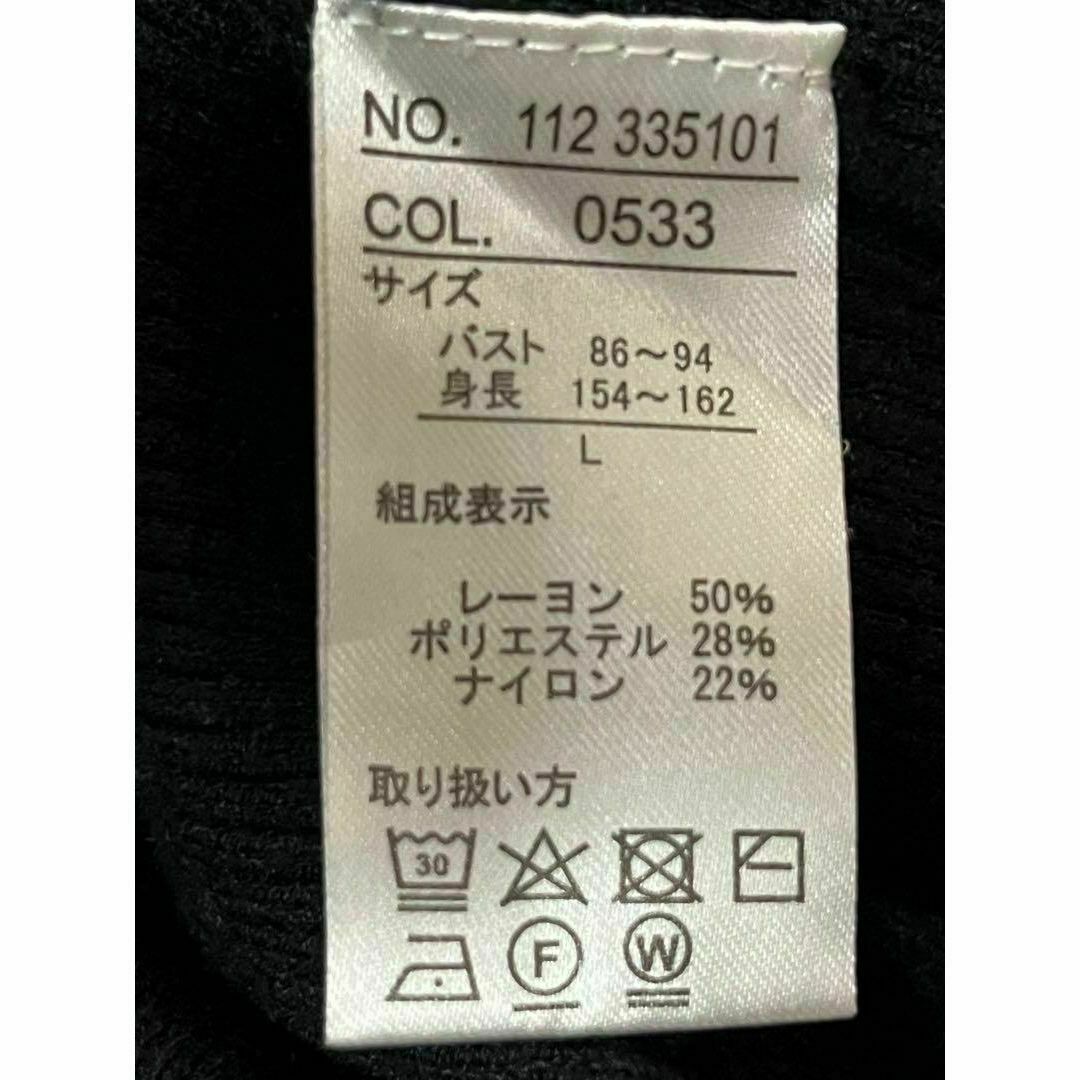 NO. 112 335101
COL. 0533
サイズ
バスト 86～94
身長 154～162
L
組成表示
レーヨン 50%
ポリエステル 28%
ナイロン 22%
取り扱い方
30
F W